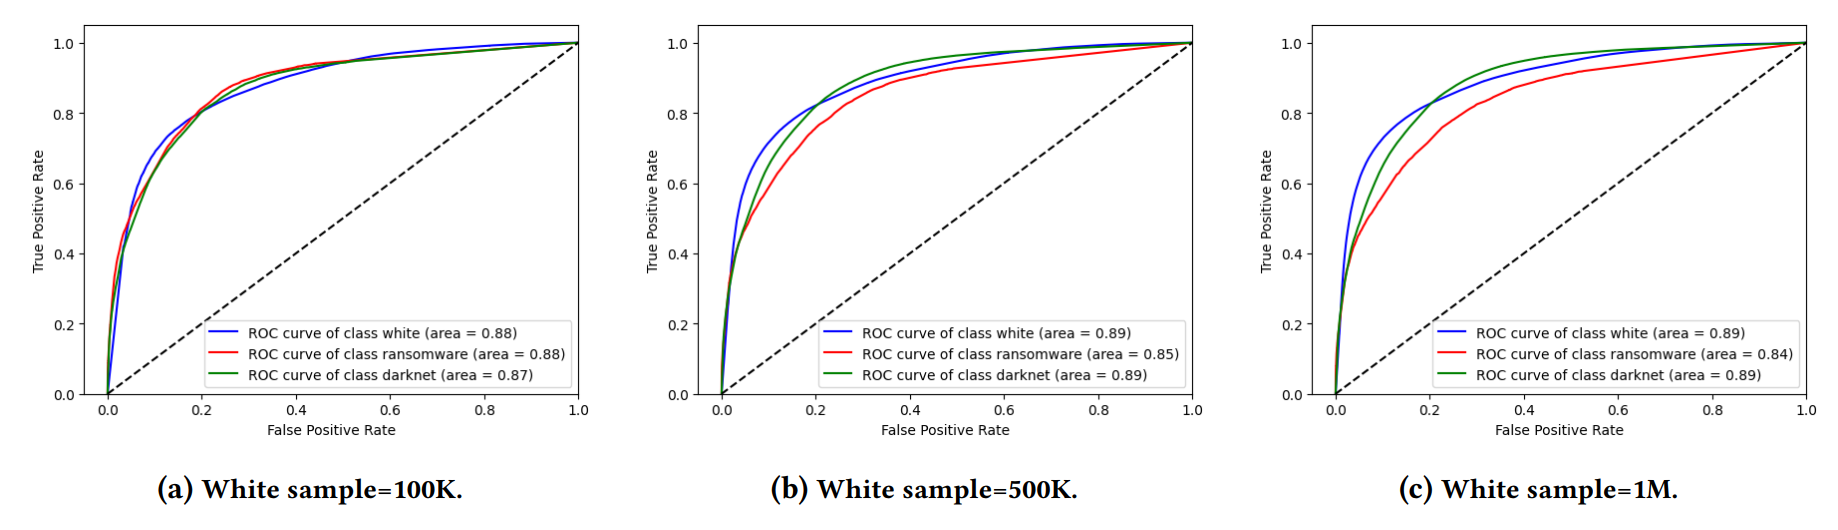 1.0
0.8
0.6
0.4
0.2
0.0
True Positive Rate
ROC curve of class white (area = 0.88)
ROC curve of class ransomware (area = 0.88)
ROC curve of class darknet (area = 0.87)
0.0 0.2 0.4 0.6 0.8 1.0
False Positive Rate
(a) White sample=100K.
1.0
0.8
0.6
0.4
0.2
0.0
True Positive Rate
ROC curve of class white (area = 0.89)
ROC curve of class ransomware (area = 0.85)
ROC curve of class darknet (area = 0.89)
0.0 0.2 0.4 0.6 0.8 1.0
False Positive Rate
(b) White sample=500K.
1.0
0.8
0.6
0.4
0.2
0.0
True Positive Rate
ROC curve of class white (area = 0.89)
ROC curve of class ransomware (area = 0.84)
ROC curve of class darknet (area = 0.89)
0.0 0.2 0.4 0.6 0.8 1.0
False Positive Rate
(c) White sample=1M.